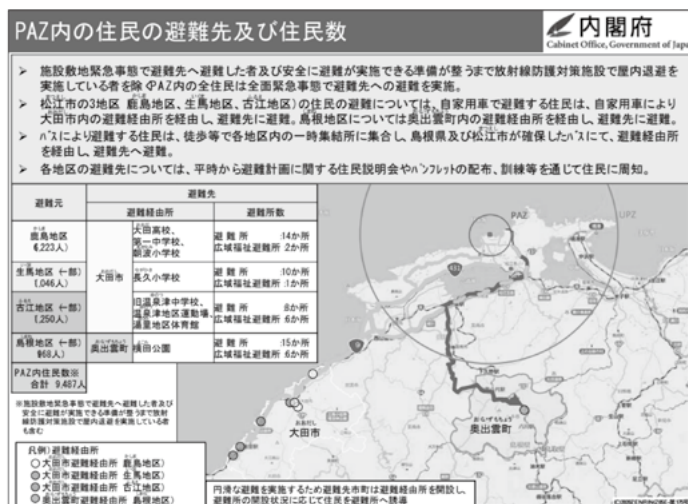 PAZ内の住民の避難先及び住民数
内閣府
Cabinet Office, Government of Japa
➢ 施設敷地緊急事態で避難先へ避難した者及び安全に避難が実施できる準備が整うまで放射線防護対策施設で屋内退避を
実施している者を除くPAZ内の全住民は全面緊急事態で避難先への避難を実施。
➢ 松江市の3地区 鹿島地区、生馬地区、古江地区)の住民の避難については、自家用車で避難する住民は、自家用車により
大田市内の避難経由所を経由し、避難先に避難。島根地区については奥出雲町内の避難経由所を経由し、避難先に避難。
➢ バスにより避難する住民は、徒歩等で各地区内の一時集結所に集合し、島根県及び松江市が確保したバスにて、避難経由所
を経由し、避難先へ避難。
➢ 各地区の避難先については、平時から避難計画に関する住民説明会やパンフレットの配布、訓練等を通じて住民に周知。
避難元
避難先
避難経由所
避難所数
鹿島地区
6,223人)
大田市
大田高校、
第一中学校、
朝波小学校
避 難 所 :14か所
広域福祉避難所 :2か所
生馬地区 (一部)
1,046人)
長久小学校
避 難 所 :10か所
広域福祉避難所 :1か所
古江地区 (一部)
1,250人)
旧温泉津中学校、
温泉津地区運動場、
湯里地区体育館
避 難 所 :8か所
広域福祉避難所 :6か所
島根地区 (一部)
968人)
奥出雲町
横田公園
避 難 所 :15か所
広域福祉避難所 :6か所
PAZ内住民数※
合計 9,487人
※施設敷地緊急事態で避難先へ避難した者及び
安全に避難が実施できる準備が整うまで放射
線防護対策施設で屋内退避を実施している者
も含む
PAZ
UPZ
大田市
奥出雲町
凡例)避難経由所
大田市避難経由所 鹿島地区)
大田市避難経由所 生馬地区)
大田市避難経由所 古江地区)
奥出雲町避難経由所 島根地区)
円滑な避難を実施するため避難先市町は避難経由所を開設し、
避難所の開設状況に応じて住民を避難所へ誘導